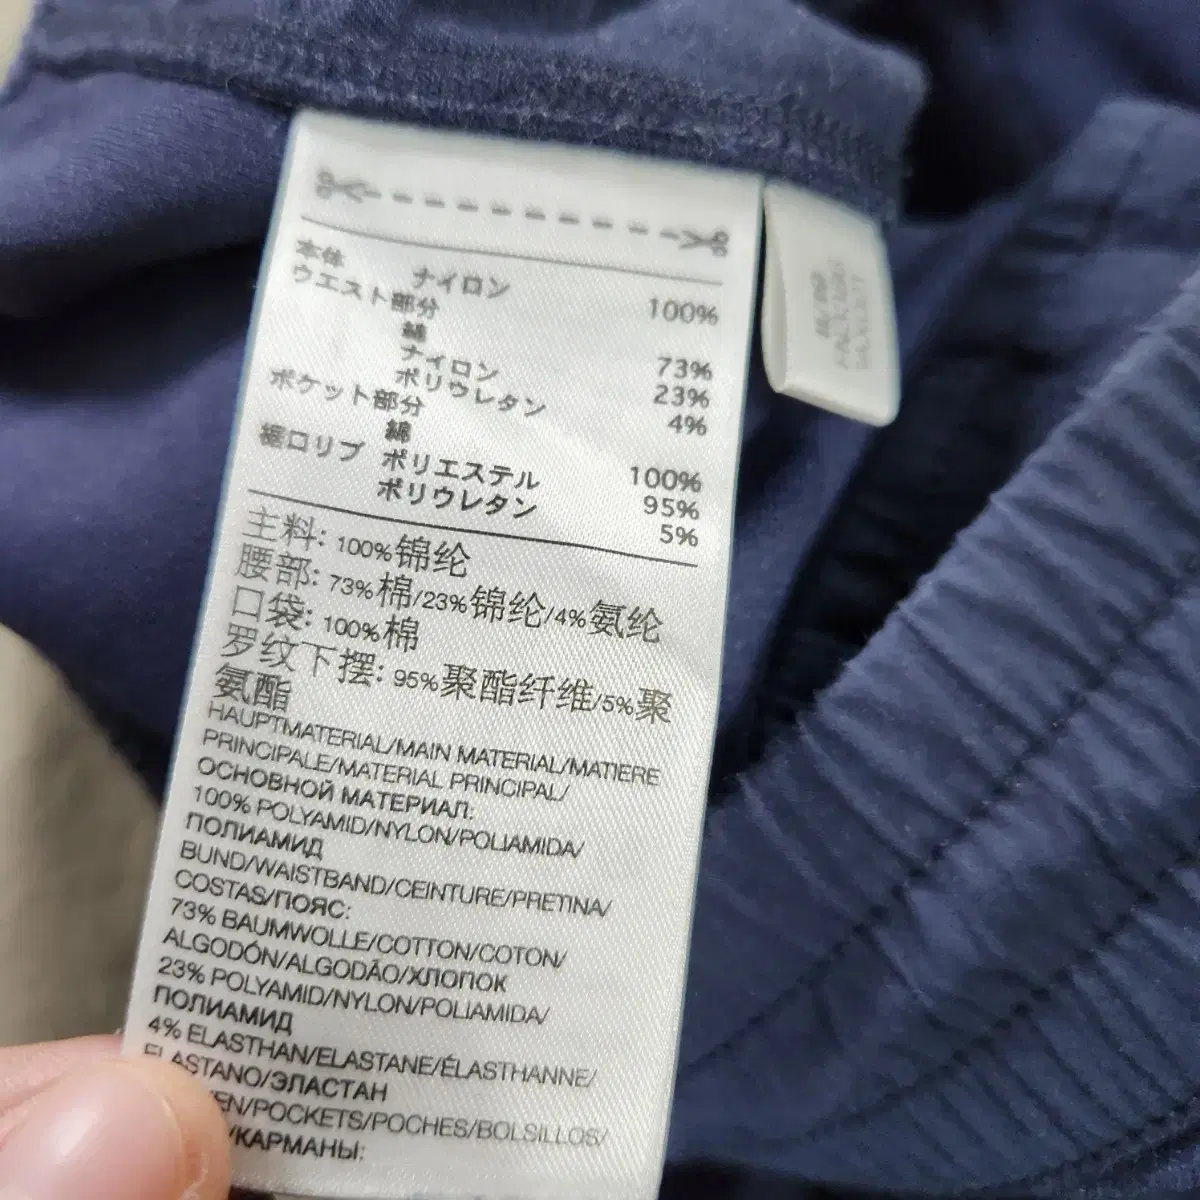 本体 ナイロン 100%
ウエスト部分
綿 73%
ナイロン 23%
ポリウレタン 4%
ポケット部分
綿 100%
裾口リブ ポリエステル 95%
ポリウレタン 5%
主料: 100%锦纶
腰部: 73%棉/23%锦纶/4%氨纶
口袋: 100%棉
罗纹下摆: 95%聚酯纤维/5%聚
氨酯
HAUPTMATERIAL/MAIN MATERIAL/MATIERE
PRINCIPALE/MATERIAL PRINCIPAL/
ОСНОВНОЙ МАТЕРИАЛ:
100% POLYAMID/NYLON/POLIAMIDA/
ПОЛИАМИД
BUND/WAISTBAND/CEINTURE/PRETINA/
COSTAS/ПОЯС:
73% BAUMWOLLE/COTTON/COTON/
ALGODÓN/ALGODÃO/ХЛОПОК
23% POLYAMID/NYLON/POLIAMIDA/
ПОЛИАМИД
4% ELASTHAN/ELASTANE/ÉLASTHANNE/
ELASTANO/ЭЛАСТАН
EN/POCKETS/POCHES/BOLSILLOS/
/КАРМАНЫ: